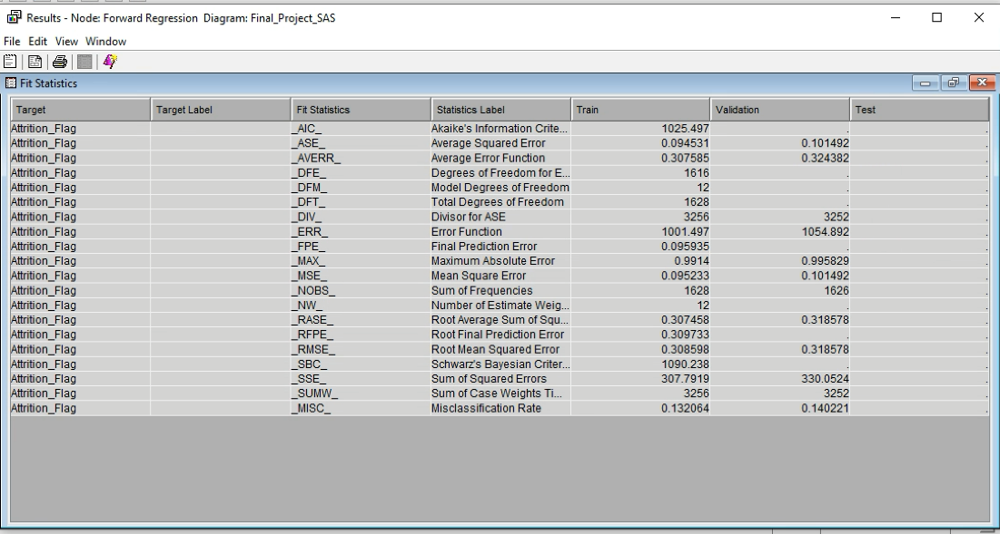 Results - Node: Forward Regression Diagram: Final_Project_SAS
File Edit View Window
Fit Statistics
Target Target Label Fit Statistics Statistics Label Train Validation Test
Attrition_Flag _AIC_ Akaike's Information Crite... 1025.497 . .
Attrition_Flag _ASE_ Average Squared Error 0.094531 0.101492 .
Attrition_Flag _AVERR_ Average Error Function 0.307585 0.324382 .
Attrition_Flag _DFE_ Degrees of Freedom for E... 1616 . .
Attrition_Flag _DFM_ Model Degrees of Freedom 12 . .
Attrition_Flag _DFT_ Total Degrees of Freedom 1628 . .
Attrition_Flag _DIV_ Divisor for ASE 3256 3252 .
Attrition_Flag _ERR_ Error Function 1001.497 1054.892 .
Attrition_Flag _FPE_ Final Prediction Error 0.095935 . .
Attrition_Flag _MAX_ Maximum Absolute Error 0.9914 0.995829 .
Attrition_Flag _MSE_ Mean Square Error 0.095233 0.101492 .
Attrition_Flag _NOBS_ Sum of Frequencies 1628 1626 .
Attrition_Flag _NW_ Number of Estimate Weig... 12 . .
Attrition_Flag _RASE_ Root Average Sum of Squ... 0.307458 0.318578 .
Attrition_Flag _RFPE_ Root Final Prediction Error 0.309733 . .
Attrition_Flag _RMSE_ Root Mean Squared Error 0.308598 0.318578 .
Attrition_Flag _SBC_ Schwarz's Bayesian Criter... 1090.238 . .
Attrition_Flag _SSE_ Sum of Squared Errors 307.7919 330.0524 .
Attrition_Flag _SUMW_ Sum of Case Weights Ti... 3256 3252 .
Attrition_Flag _MISC_ Misclassification Rate 0.132064 0.140221 .